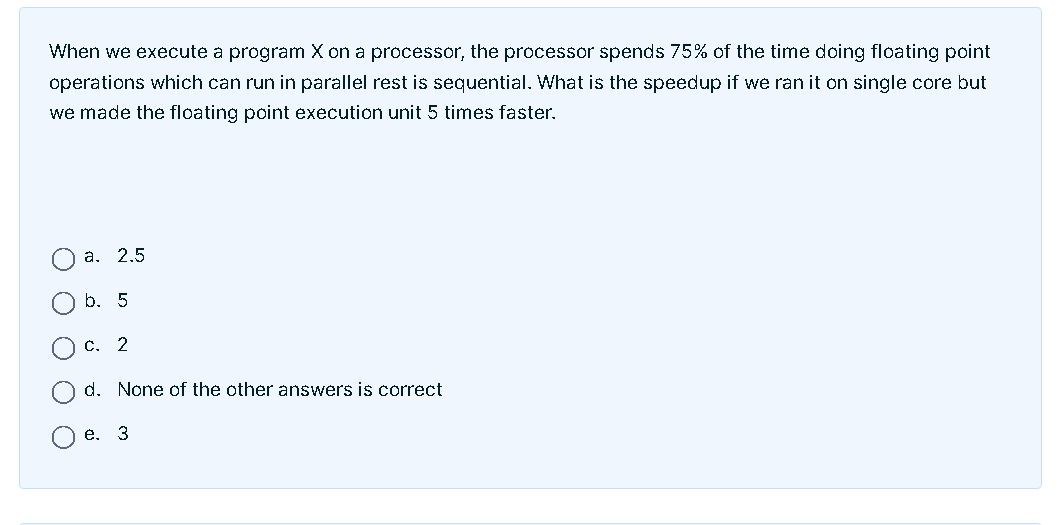 When we execute a program X on a processor, the processor spends 75% of the time doing floating point
operations which can run in parallel rest is sequential. What is the speedup if we ran it on single core but
we made the floating point execution unit 5 times faster.
a. 2.5
b. 5
c. 2
d. None of the other answers is correct
e. 3